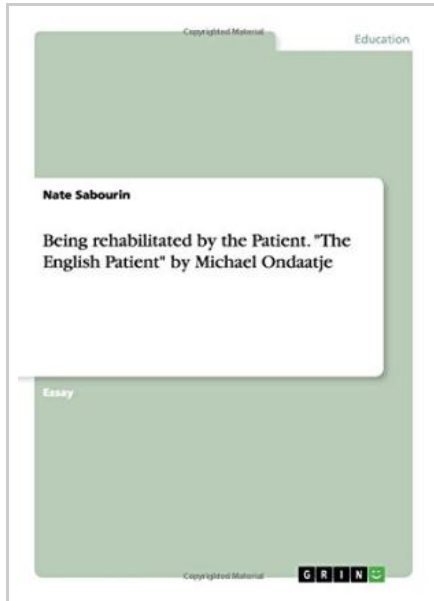 Copyrighted Material
Education
Nate Sabourin
Being rehabilitated by the Patient. "The
English Patient" by Michael Ondaatje
Essay
Copyrighted Material
GRIN